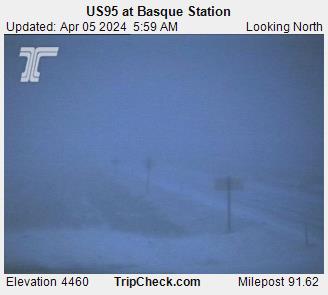 US95 at Basque Station
Updated: Apr 05 2024 5:59 AM Looking North
Elevation 4460 TripCheck.com Milepost 91.62